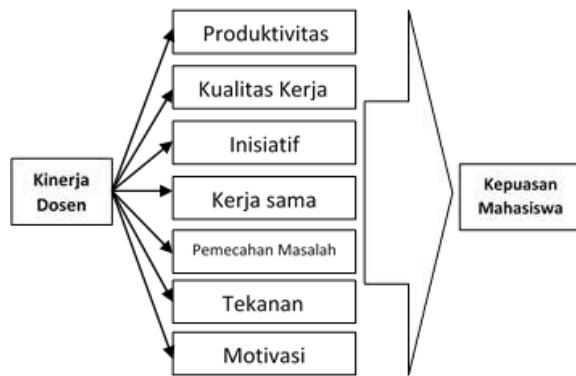 Kinerja
Dosen
Produktivitas
Kualitas Kerja
Inisiatif
Kerja sama
Pemecahan Masalah
Tekanan
Motivasi
Kepuasan
Mahasiswa